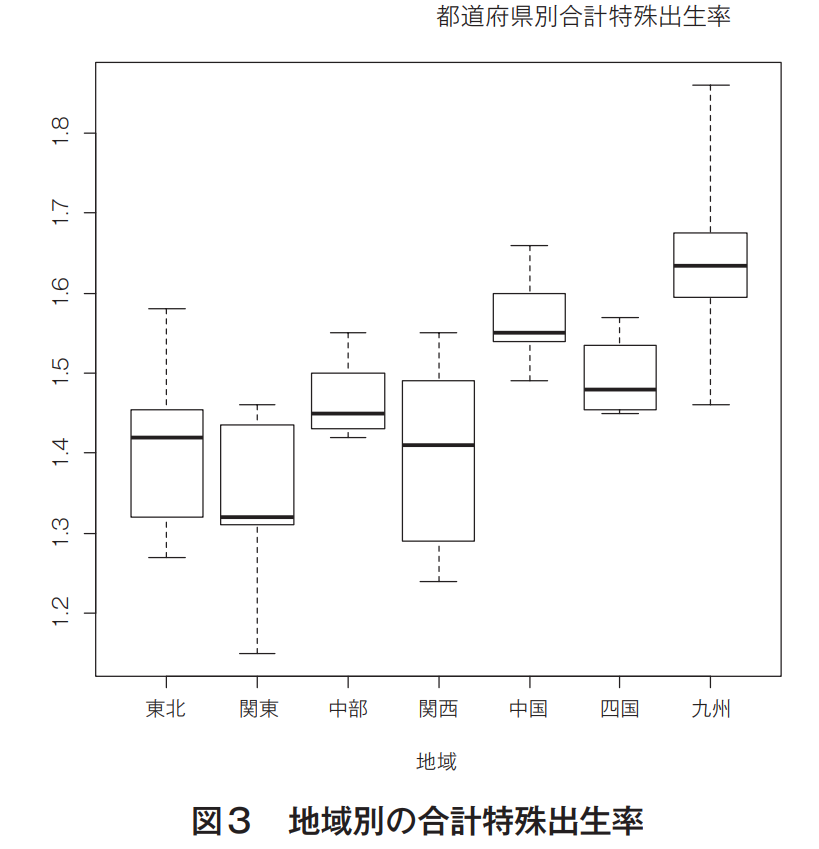 都道府県別合計特殊出生率
1.8
1.7
1.6
1.5
1.4
1.3
1.2
東北 関東 中部 関西 中国 四国 九州
地域
図3 地域別の合計特殊出生率